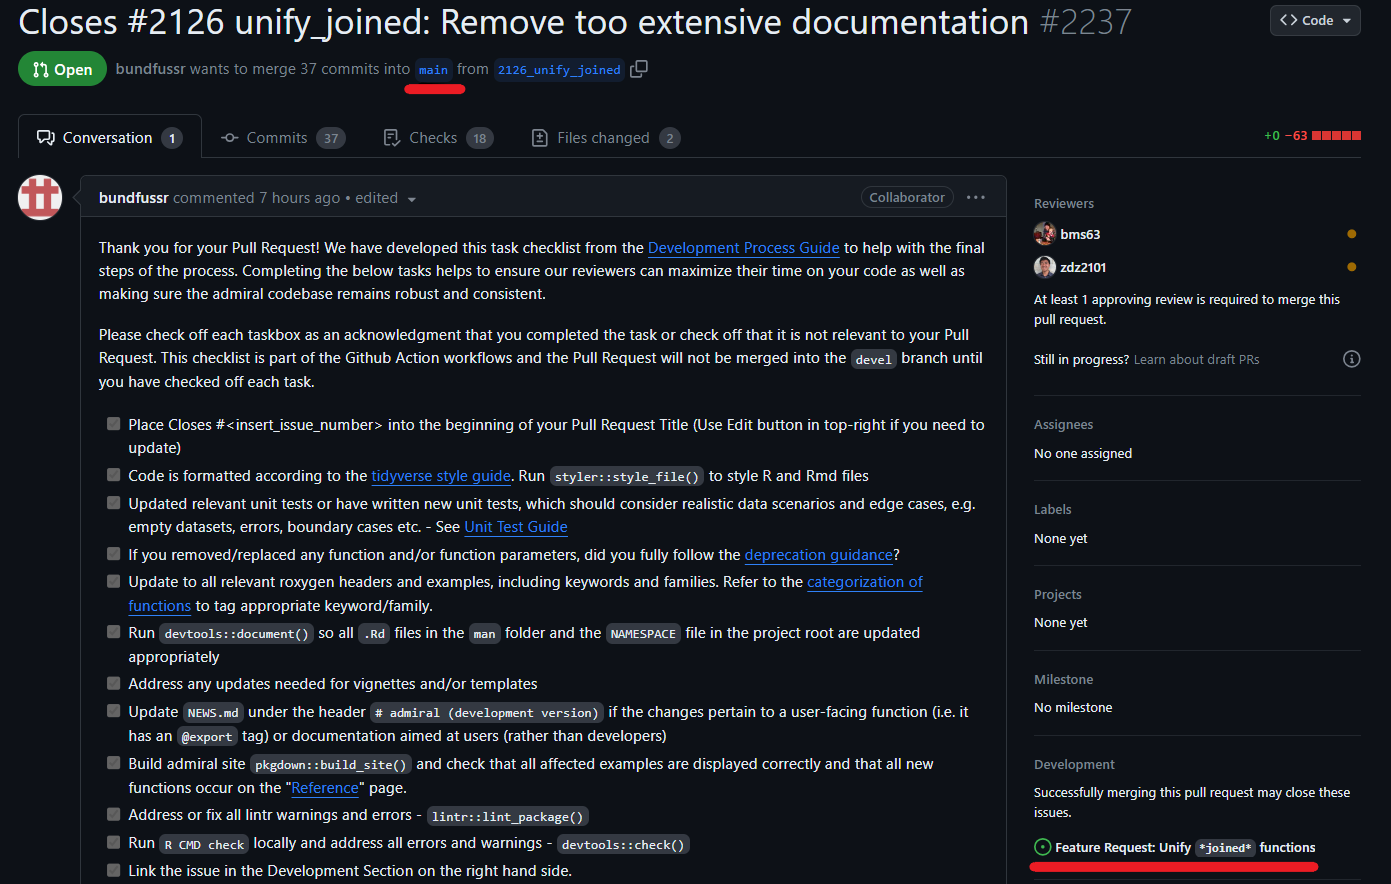 Closes #2126 unify_joined: Remove too extensive documentation #2237
Code
Open
bundfussr wants to merge 37 commits into main from 2126_unify_joined
Conversation 1
Commits 37
Checks 18
Files changed 2
+0 −63
bundfussr commented 7 hours ago • edited
Collaborator
Thank you for your Pull Request! We have developed this task checklist from the Development Process Guide to help with the final
steps of the process. Completing the below tasks helps to ensure our reviewers can maximize their time on your code as well as
making sure the admiral codebase remains robust and consistent.
Please check off each taskbox as an acknowledgment that you completed the task or check off that it is not relevant to your Pull
Request. This checklist is part of the Github Action workflows and the Pull Request will not be merged into the devel branch until
you have checked off each task.
Place Closes #<insert_issue_number> into the beginning of your Pull Request Title (Use Edit button in top-right if you need to
update)
Code is formatted according to the tidyverse style guide. Run styler::style_file() to style R and Rmd files
Updated relevant unit tests or have written new unit tests, which should consider realistic data scenarios and edge cases, e.g.
empty datasets, errors, boundary cases etc. - See Unit Test Guide
If you removed/replaced any function and/or function parameters, did you fully follow the deprecation guidance?
Update to all relevant roxygen headers and examples, including keywords and families. Refer to the categorization of
functions to tag appropriate keyword/family.
Run devtools::document() so all .Rd files in the man folder and the NAMESPACE file in the project root are updated
appropriately
Address any updates needed for vignettes and/or templates
Update NEWS.md under the header # admiral (development version) if the changes pertain to a user-facing function (i.e. it
has an @export tag) or documentation aimed at users (rather than developers)
Build admiral site pkgdown::build_site() and check that all affected examples are displayed correctly and that all new
functions occur on the "Reference" page.
Address or fix all lintr warnings and errors - lintr::lint_package()
Run R CMD check locally and address all errors and warnings - devtools::check()
Link the issue in the Development Section on the right hand side.
Reviewers
bms63
zdz2101
At least 1 approving review is required to merge this
pull request.
Still in progress? Learn about draft PRs
Assignees
No one assigned
Labels
None yet
Projects
None yet
Milestone
No milestone
Development
Successfully merging this pull request may close these
issues.
Feature Request: Unify *joined* functions